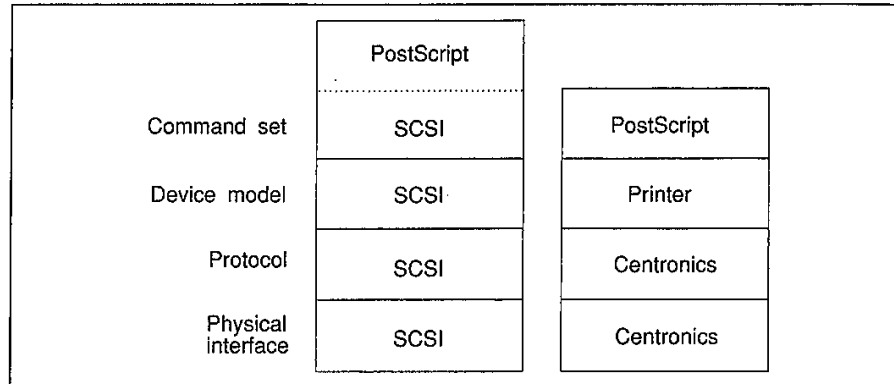 PostScript
Command set SCSI PostScript
Device model SCSI Printer
Protocol SCSI Centronics
Physical
interface SCSI Centronics